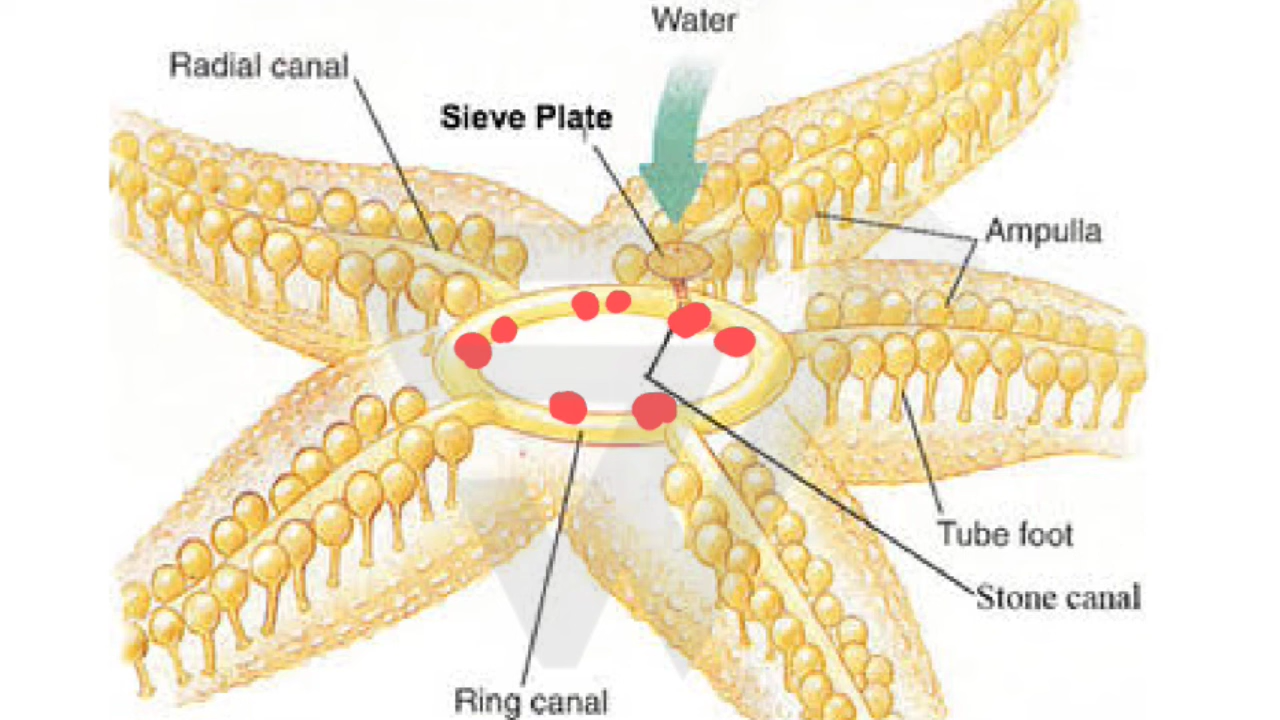 Water
Radial canal
Sieve Plate
Ampulla
Tube foot
Stone canal
Ring canal